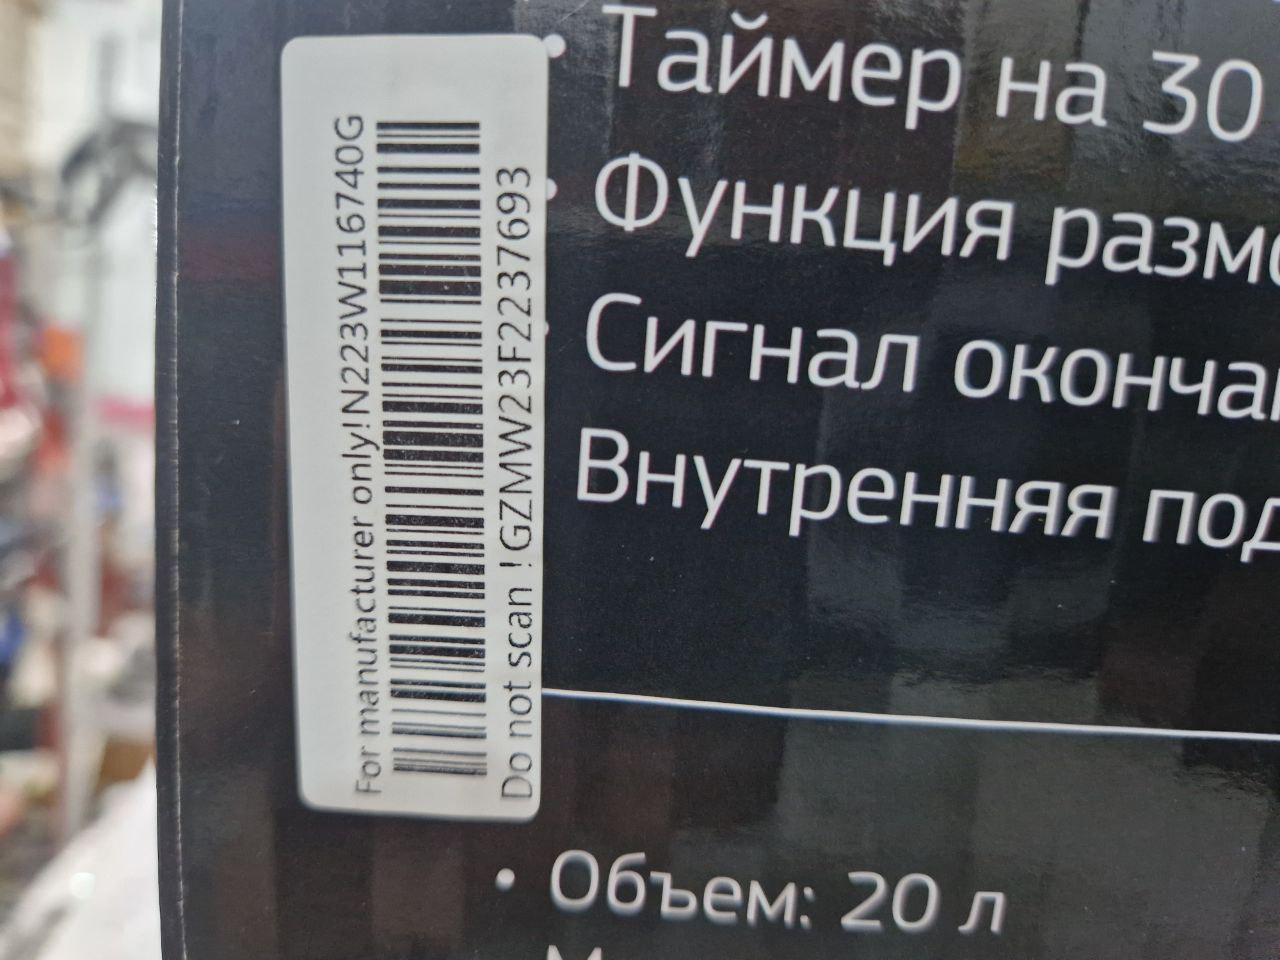 For manufacturer only!N223W116740G
Do not scan !GZMW23F2237693
• Таймер на 30
• Функция разм
Сигнал оконча
Внутренняя под
• Объем: 20 л